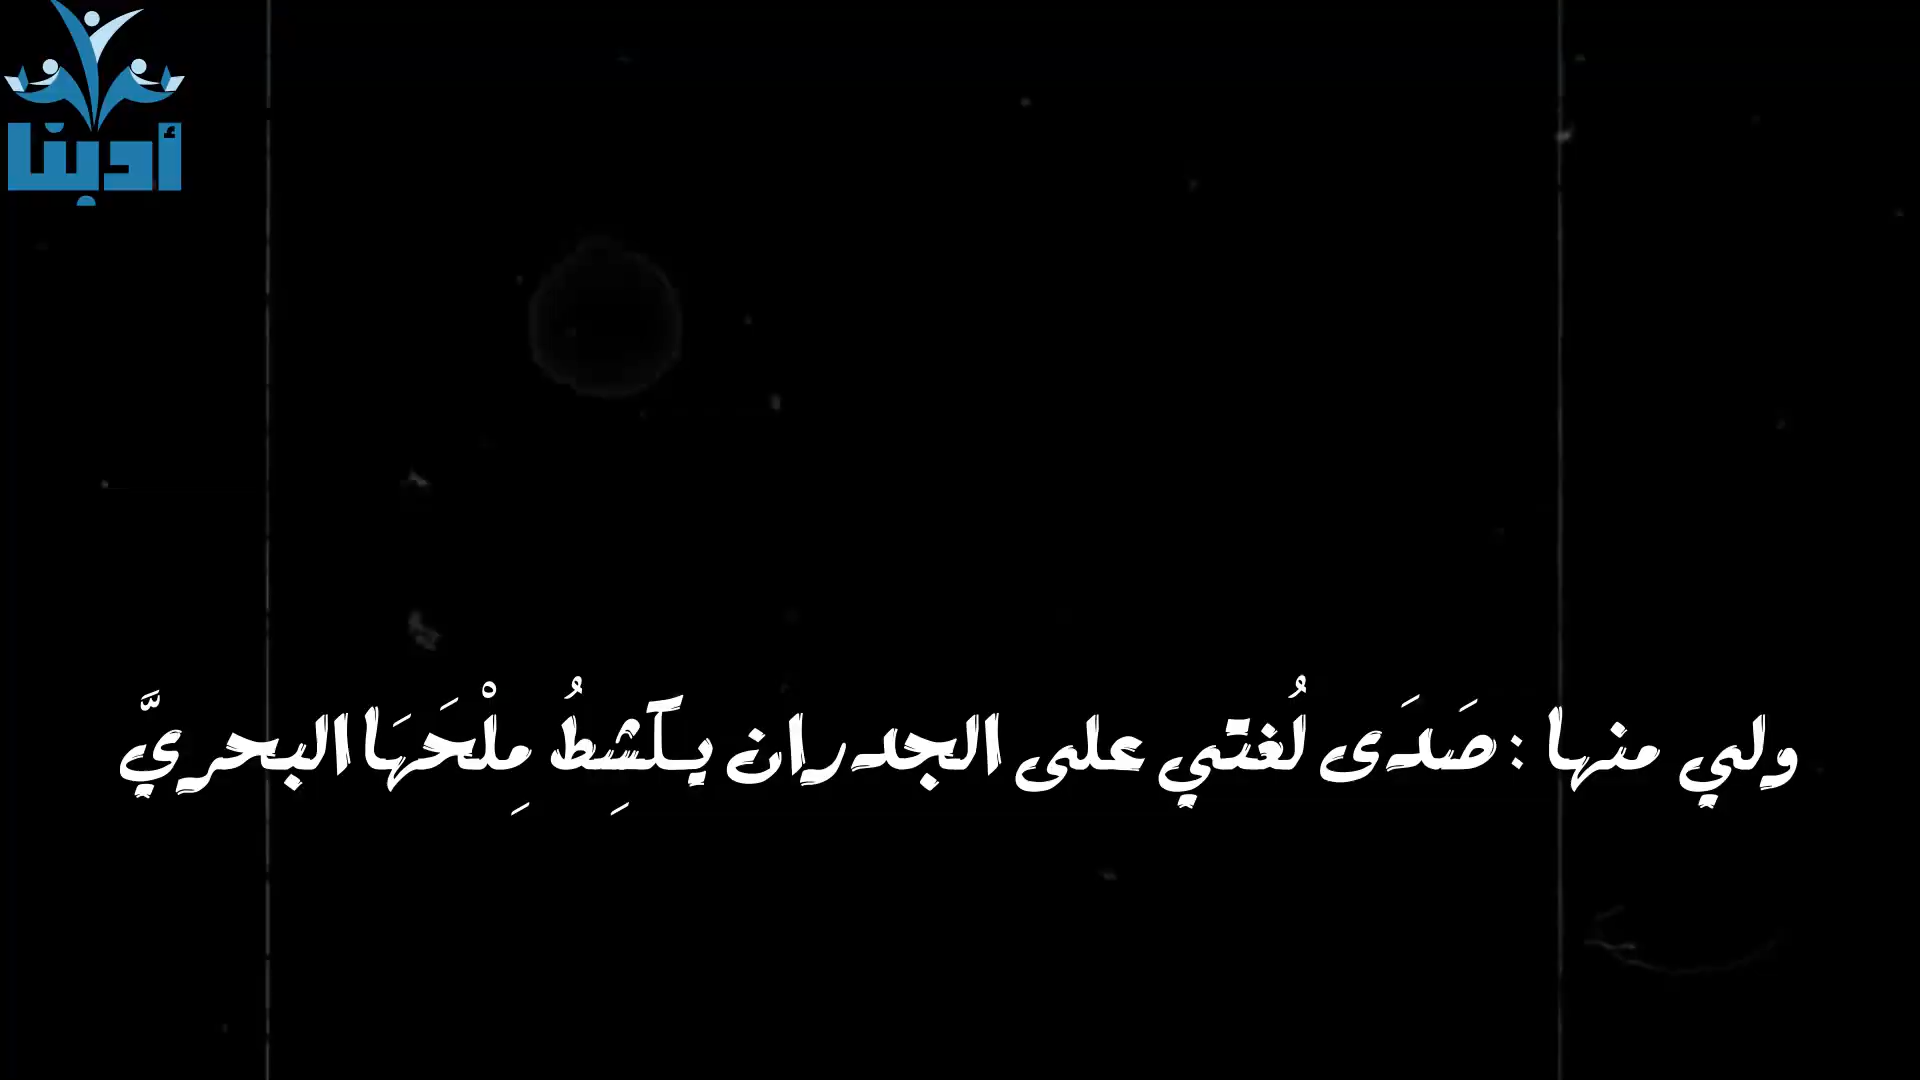 أدبنا
ولي منها : صَدَى لُغتي على الجدران يكشِطُ مِلْحَهَا البحريَّ